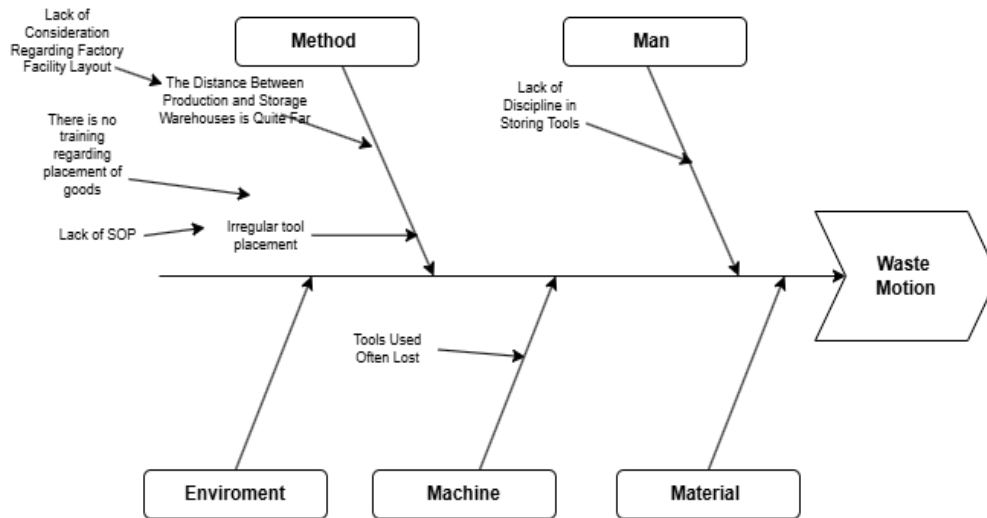 Lack of
Consideration
Regarding Factory
Facility Layout
Method
Man
The Distance Between
Production and Storage
Warehouses is Quite Far
Lack of
Discipline in
Storing Tools
There is no
training
regarding
placement of
goods
Lack of SOP
Irregular tool
placement
Waste
Motion
Tools Used
Often Lost
Enviroment
Machine
Material